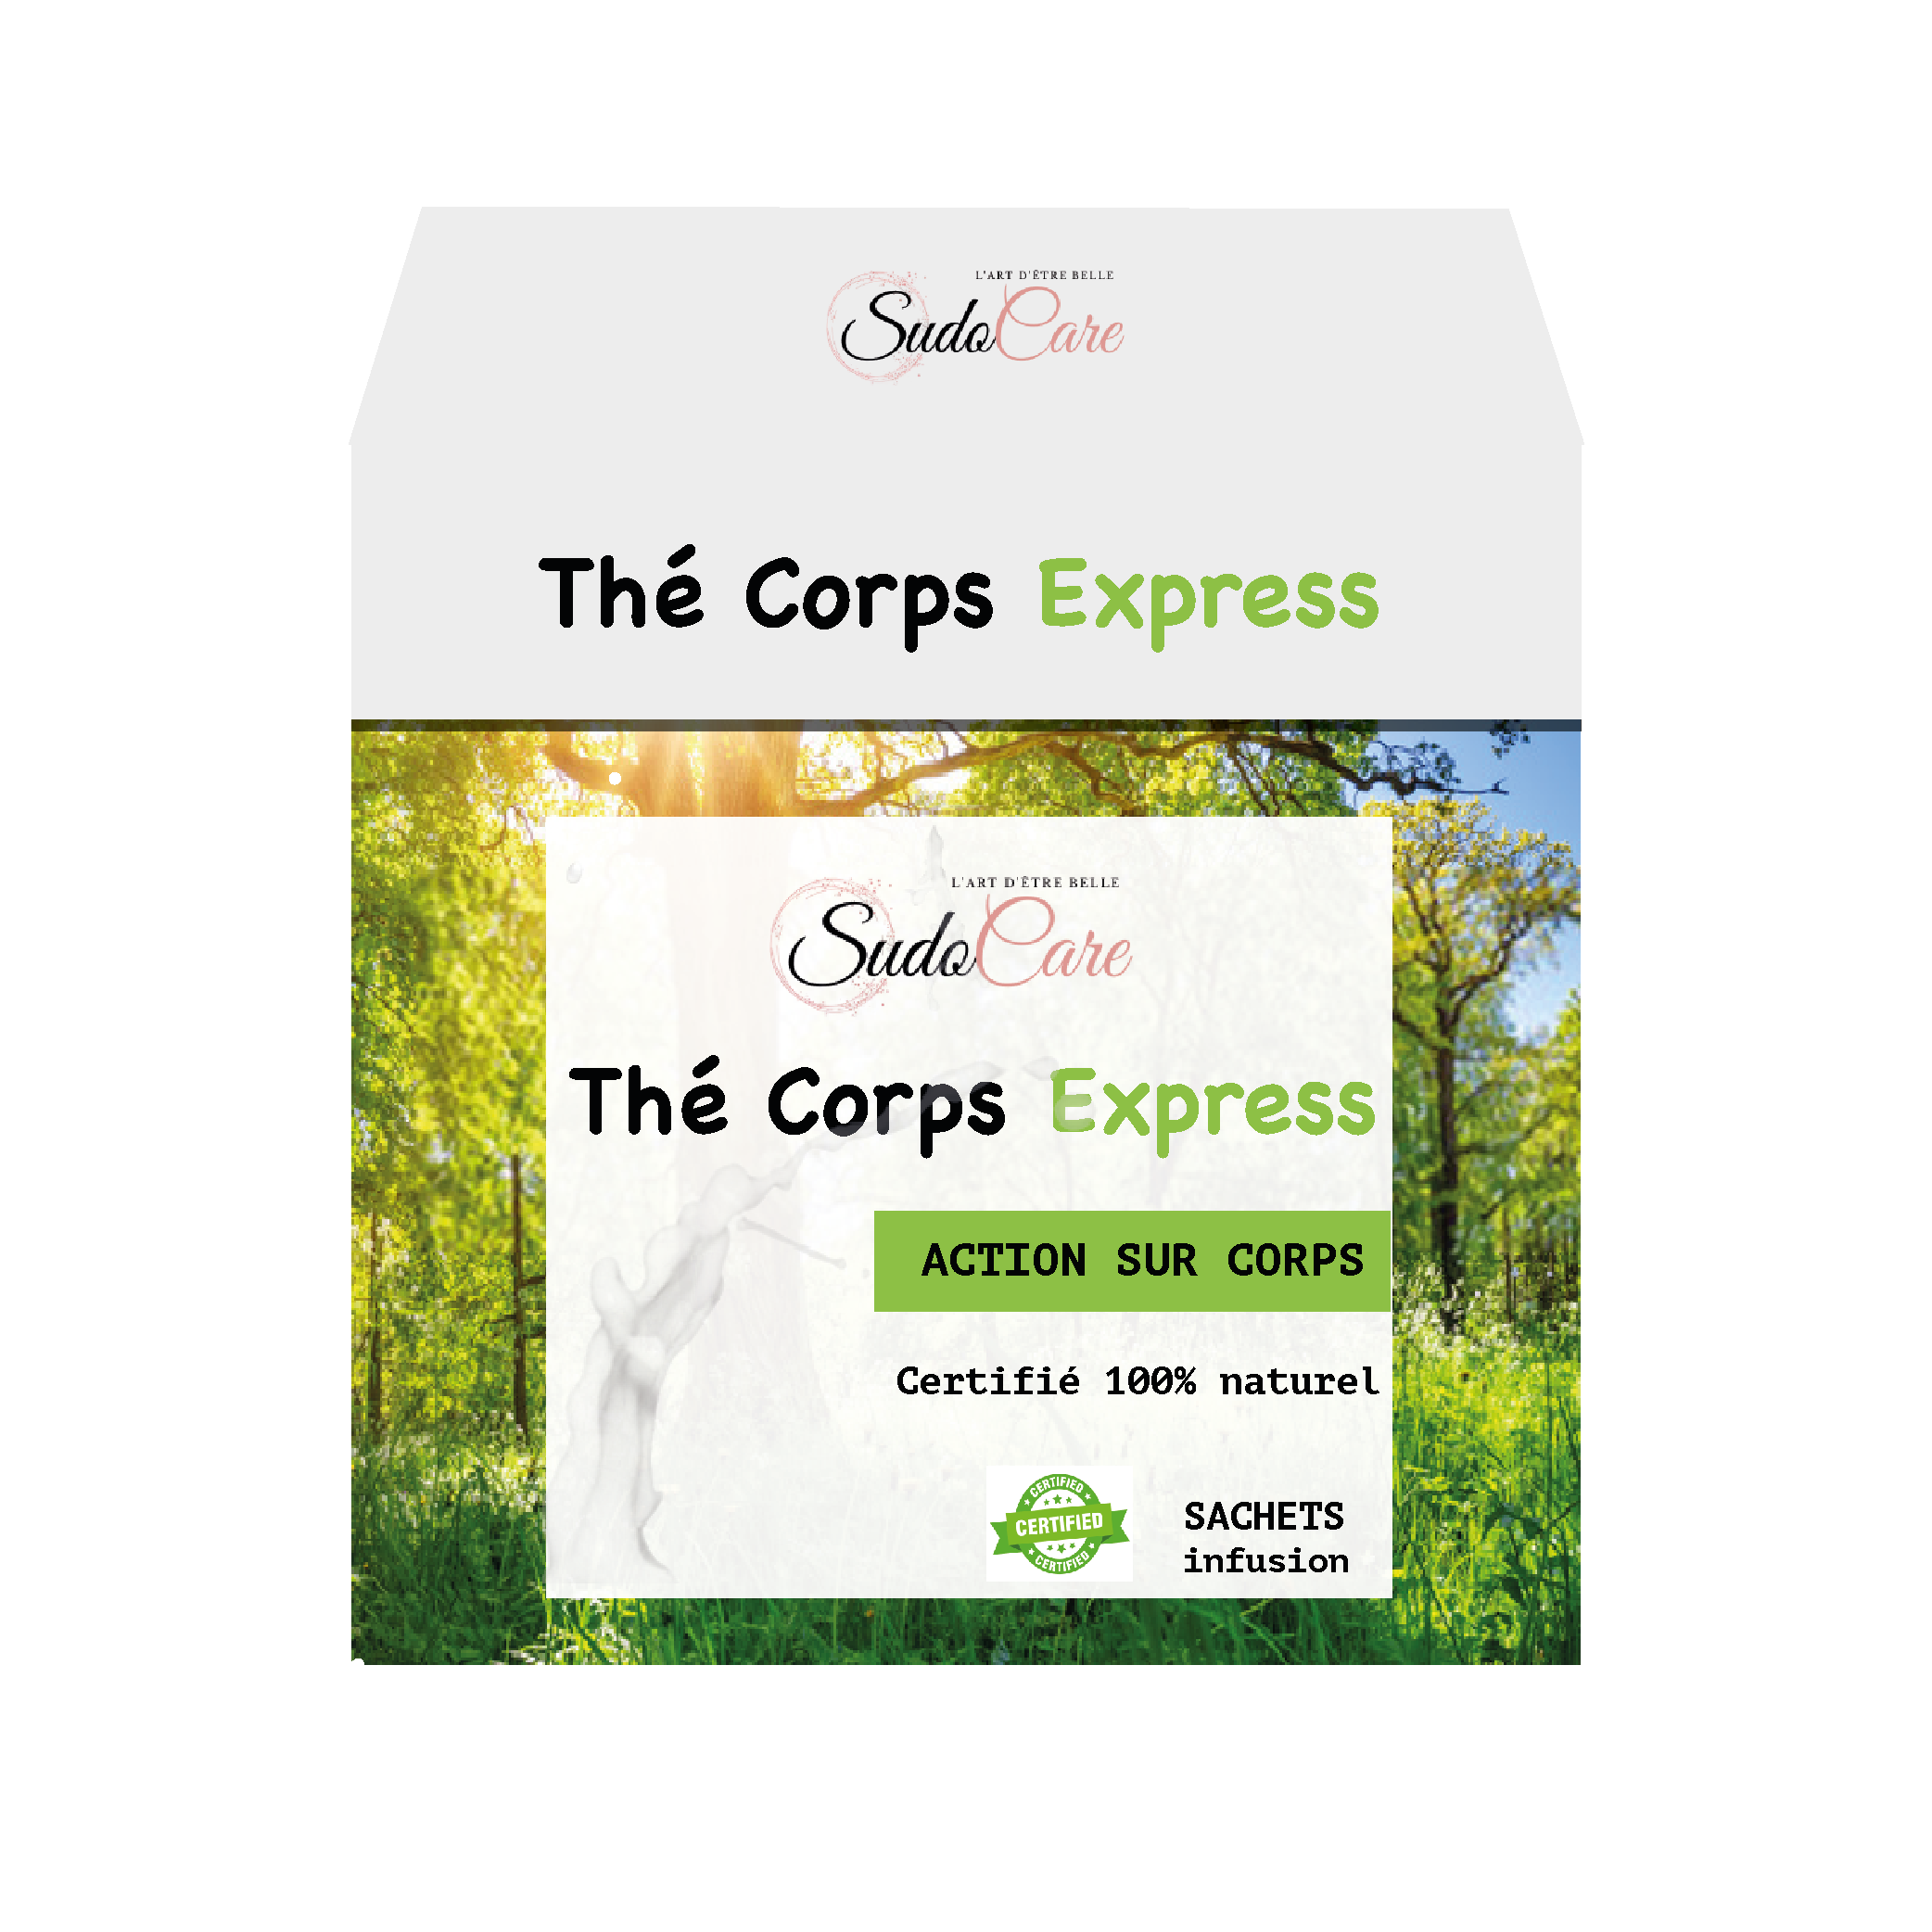 L'ART D'ÊTRE BELLE
SudoCare
Thé Corps Express
L'ART D'ÊTRE BELLE
SudoCare
Thé Corps Express
ACTION SUR CORPS
Certifié 100% naturel
CERTIFIED
CERTIFIED
CERTIFIED
SACHETS
infusion